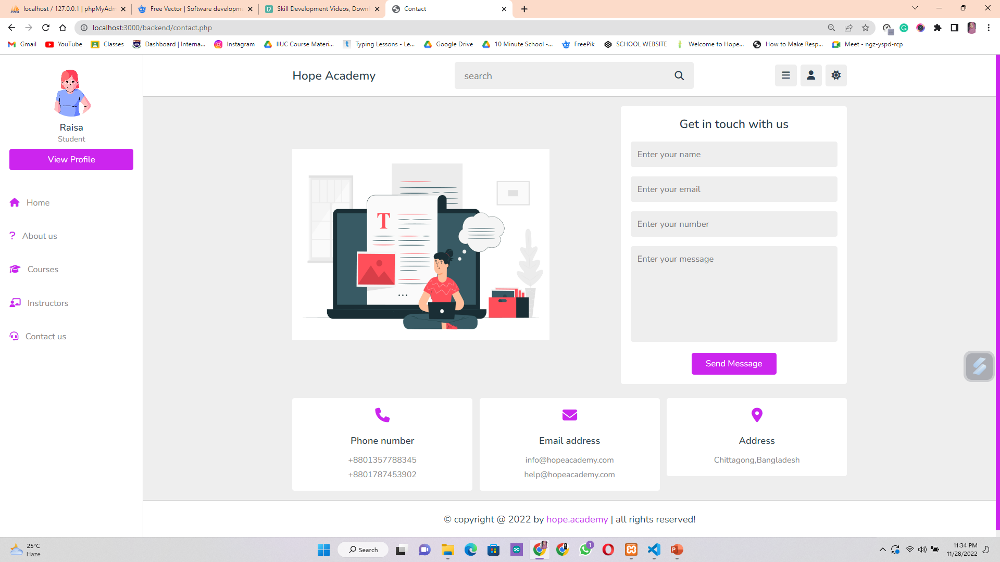 localhost / 127.0.0.1 | phpMyAdm
Free Vector | Software developme
Skill Development Videos, Downl
Contact
localhost:3000/backend/contact.php
Gmail
YouTube
Classes
Dashboard | Interna...
Instagram
IIUC Course Materi...
Typing Lessons - Le...
Google Drive
10 Minute School -...
FreePik
SCHOOL WEBSITE
Welcome to Hope...
How to Make Resp...
Meet - ngz-yspd-rcp
Hope Academy
search
Raisa
Student
View Profile
Home
? About us
Courses
Instructors
Contact us
T
Get in touch with us
Enter your name
Enter your email
Enter your number
Enter your message
Send Message
Phone number
+8801357788345
+8801787453902
Email address
info@hopeacademy.com
help@hopeacademy.com
Address
Chittagong,Bangladesh
© copyright @ 2022 by hope.academy | all rights reserved!
25°C
Haze
Search
1
11:34 PM
11/28/2022